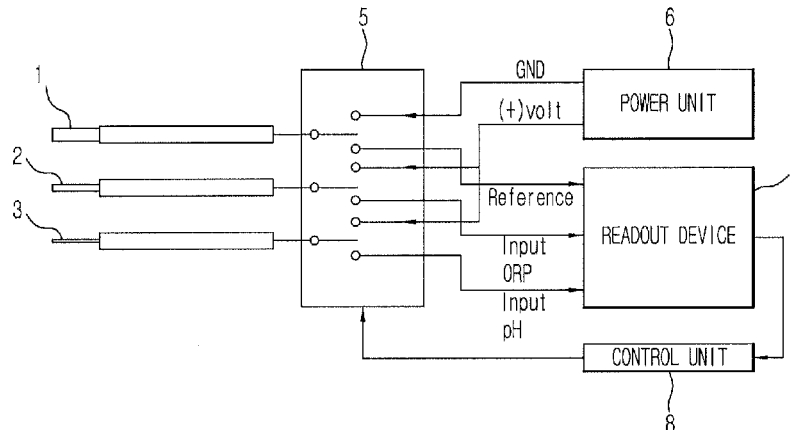 5
6
1
GND
POWER UNIT
(+)volt
2
Reference
3
READOUT DEVICE
Input
ORP
Input
pH
CONTROL UNIT
8